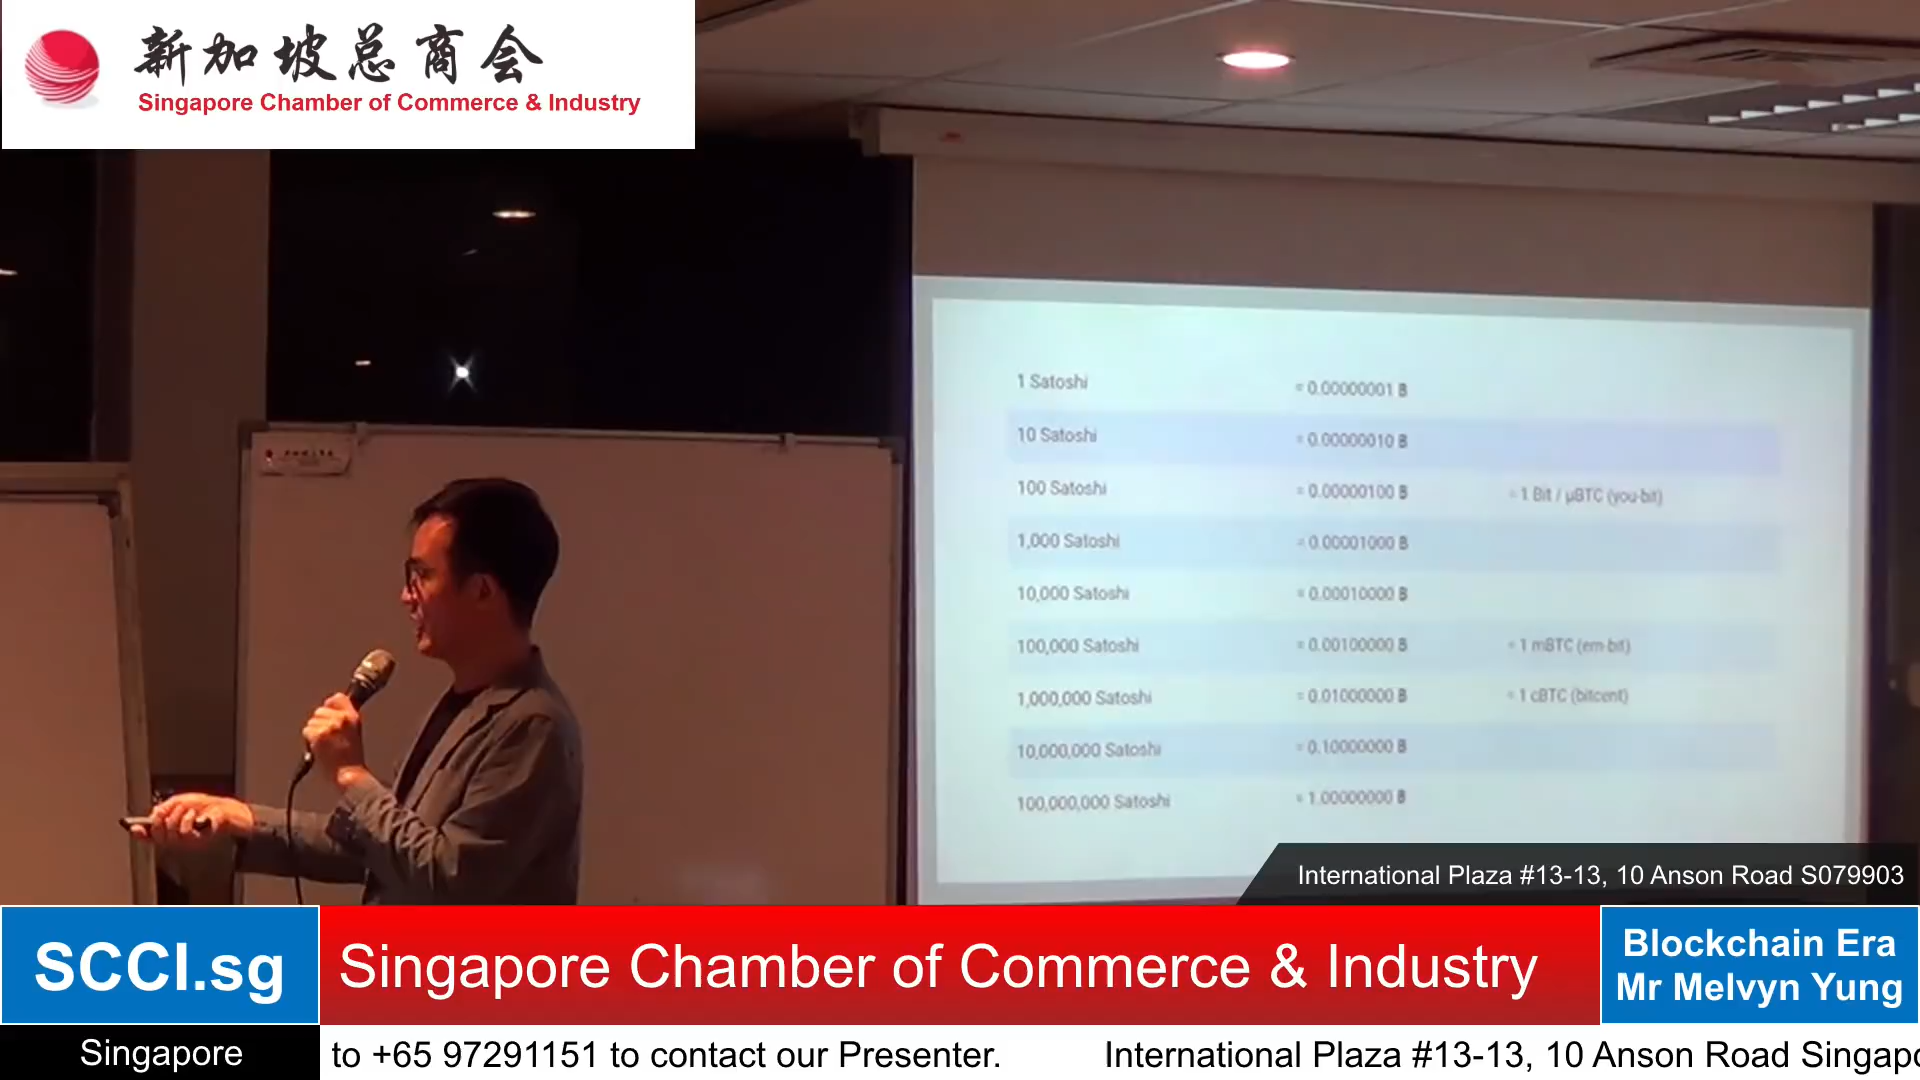 新加坡总商会
Singapore Chamber of Commerce & Industry
1 Satoshi = 0.00000001 B
10 Satoshi = 0.00000010 B
100 Satoshi = 0.00000100 B = 1 Bit / μBTC (you-bit)
1,000 Satoshi = 0.00001000 B
10,000 Satoshi = 0.00010000 B
100,000 Satoshi = 0.00100000 B = 1 mBTC (em-bit)
1,000,000 Satoshi = 0.01000000 B = 1 cBTC (bitcent)
10,000,000 Satoshi = 0.10000000 B
100,000,000 Satoshi = 1.00000000 B
International Plaza #13-13, 10 Anson Road S079903
SCCI.sg
Singapore Chamber of Commerce & Industry
Blockchain Era
Mr Melvyn Yung
Singapore
to +65 97291151 to contact our Presenter. International Plaza #13-13, 10 Anson Road Singapo